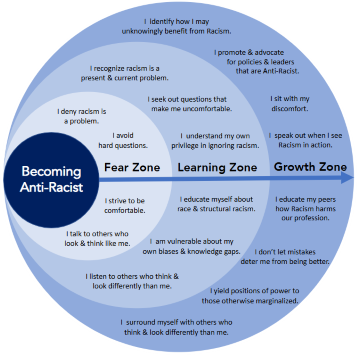 I identify how I may
unknowingly benefit from Racism.
I promote & advocate
for policies & leaders
that are Anti-Racist.
I recognize racism is a
present & current problem.
I seek out questions that
make me uncomfortable.
I sit with my
discomfort.
I deny racism is
a problem.
I avoid
hard questions.
I understand my own
privilege in ignoring racism.
I speak out when I see
Racism in action.
Becoming
Anti-Racist
Fear Zone
Learning Zone
Growth Zone
I strive to be
comfortable.
I educate myself about
race & structural racism.
I educate my peers
how Racism harms
our profession.
I talk to others who
look & think like me.
I am vulnerable about my
own biases & knowledge gaps.
I don't let mistakes
deter me from being better.
I listen to others who think &
look differently than me.
I yield positions of power to
those otherwise marginalized.
I surround myself with others who
think & look differently than me.